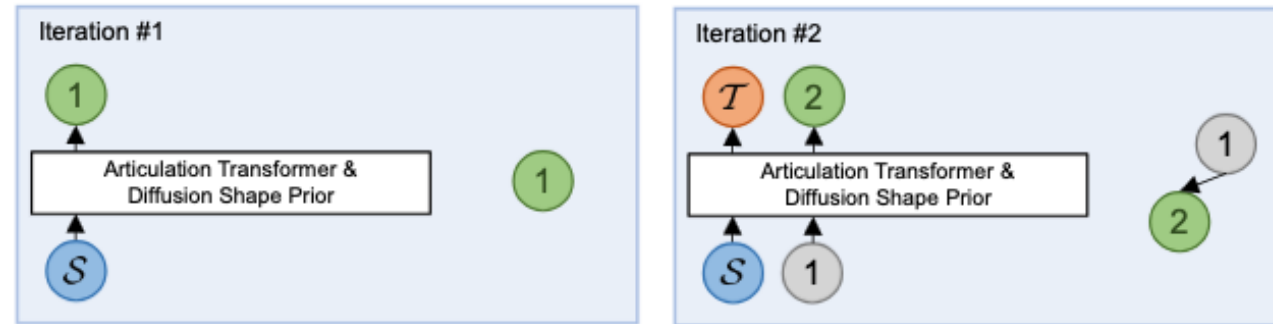 Iteration #1
1
Articulation Transformer &
Diffusion Shape Prior
1
S
Iteration #2
T 2
1
Articulation Transformer &
Diffusion Shape Prior
2
S 1